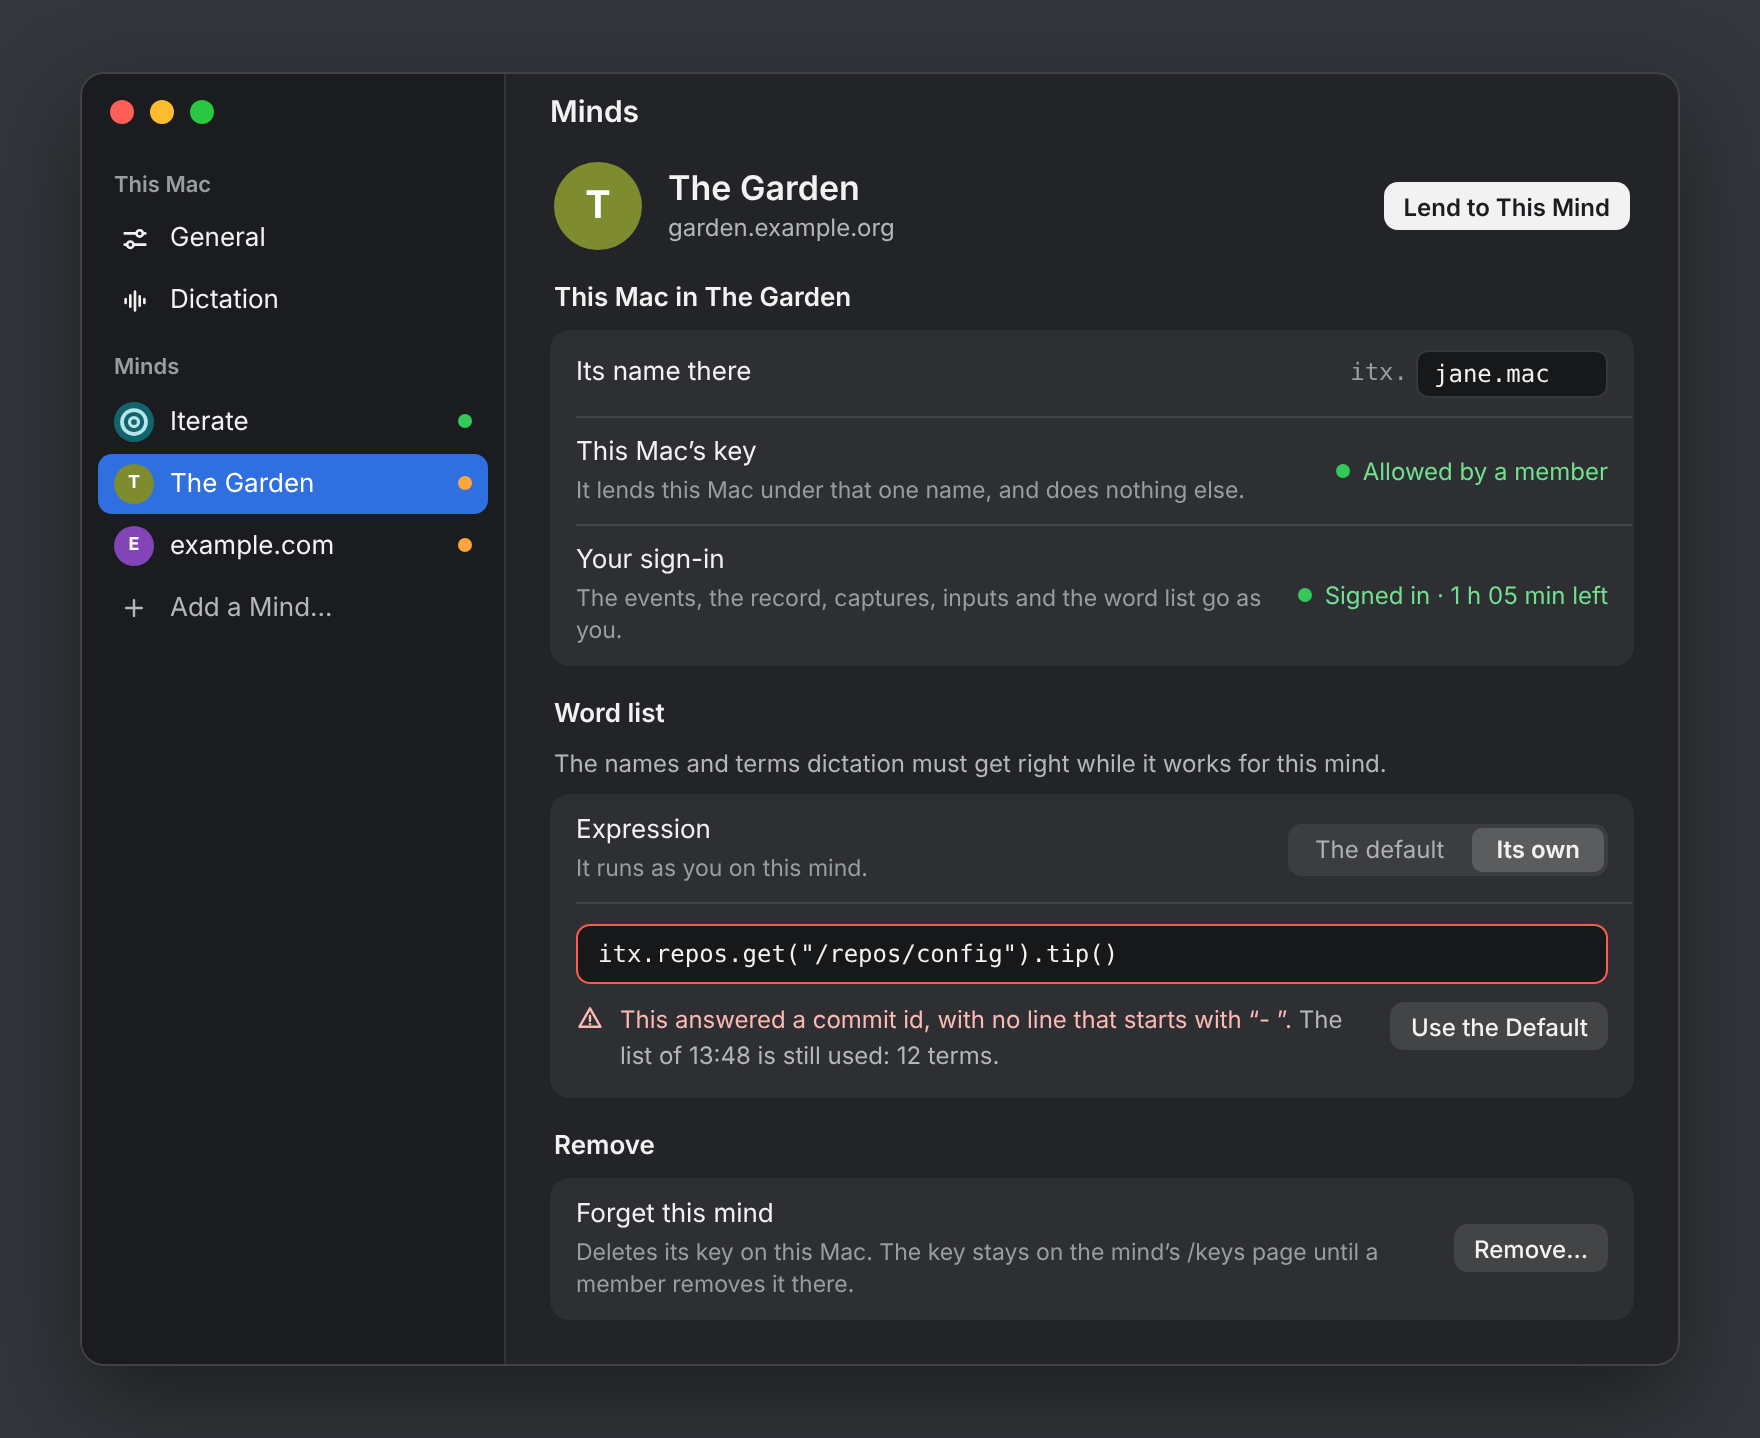 This Mac
General
Dictation
Minds
Iterate
T
The Garden
E
example.com
Add a Mind...
Minds
T
The Garden
garden.example.org
Lend to This Mind
This Mac in The Garden
Its name there
itx. jane.mac
This Mac’s key
It lends this Mac under that one name, and does nothing else.
Allowed by a member
Your sign-in
The events, the record, captures, inputs and the word list go as
you.
Signed in · 1 h 05 min left
Word list
The names and terms dictation must get right while it works for this mind.
Expression
It runs as you on this mind.
The default
Its own
itx.repos.get("/repos/config").tip()
This answered a commit id, with no line that starts with “- ”. The
list of 13:48 is still used: 12 terms.
Use the Default
Remove
Forget this mind
Deletes its key on this Mac. The key stays on the mind’s /keys page until a
member removes it there.
Remove...